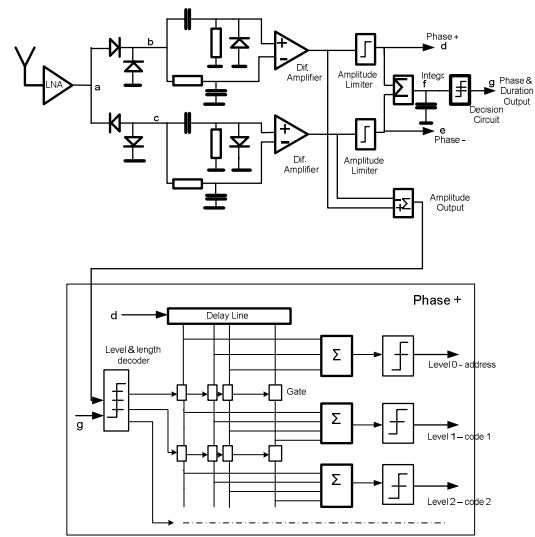 LNA
a
b
c
Dif.
Amplifier
Dif.
Amplifier
Amplitude
Limiter
Amplitude
Limiter
Phase +
d
Σ
Integr.
f
g
Phase &
Duration
Output
Decision
Circuit
e
Phase -
Σ
Amplitude
Output
Phase +
d
Delay Line
Level & length
decoder
g
Gate
Σ
Level 0 - address
Σ
Level 1 - code 1
Σ
Level 2 - code 2